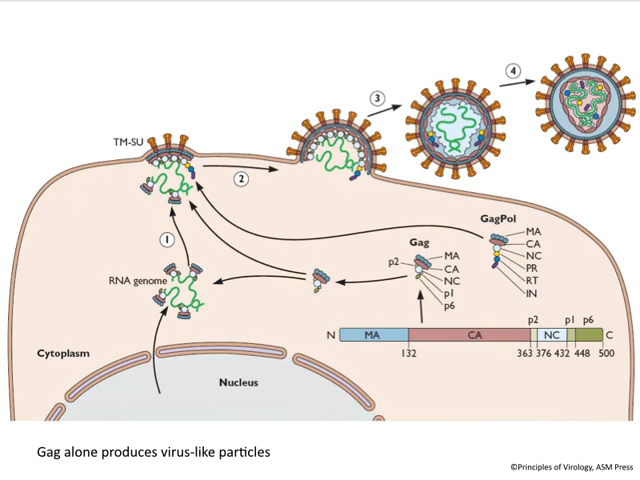 4
3
TM-SU
2
GagPol
MA
CA
NC
PR
RT
IN
1
Gag
p2
MA
CA
NC
p1
p6
RNA genome
p2 p1 p6
N MA CA NC C
132 363 376 432 448 500
Cytoplasm
Nucleus
Gag alone produces virus-like particles
©Principles of Virology, ASM Press